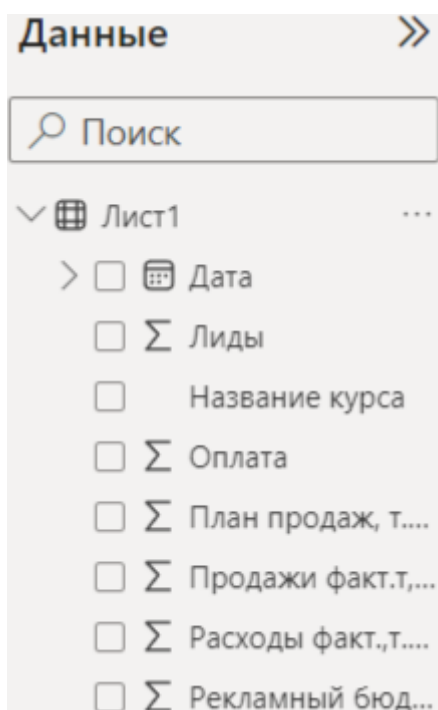 Данные
Поиск
Лист1
Дата
Лиды
Название курса
Оплата
План продаж, т....
Продажи факт.т,...
Расходы факт.,т....
Рекламный бюд...